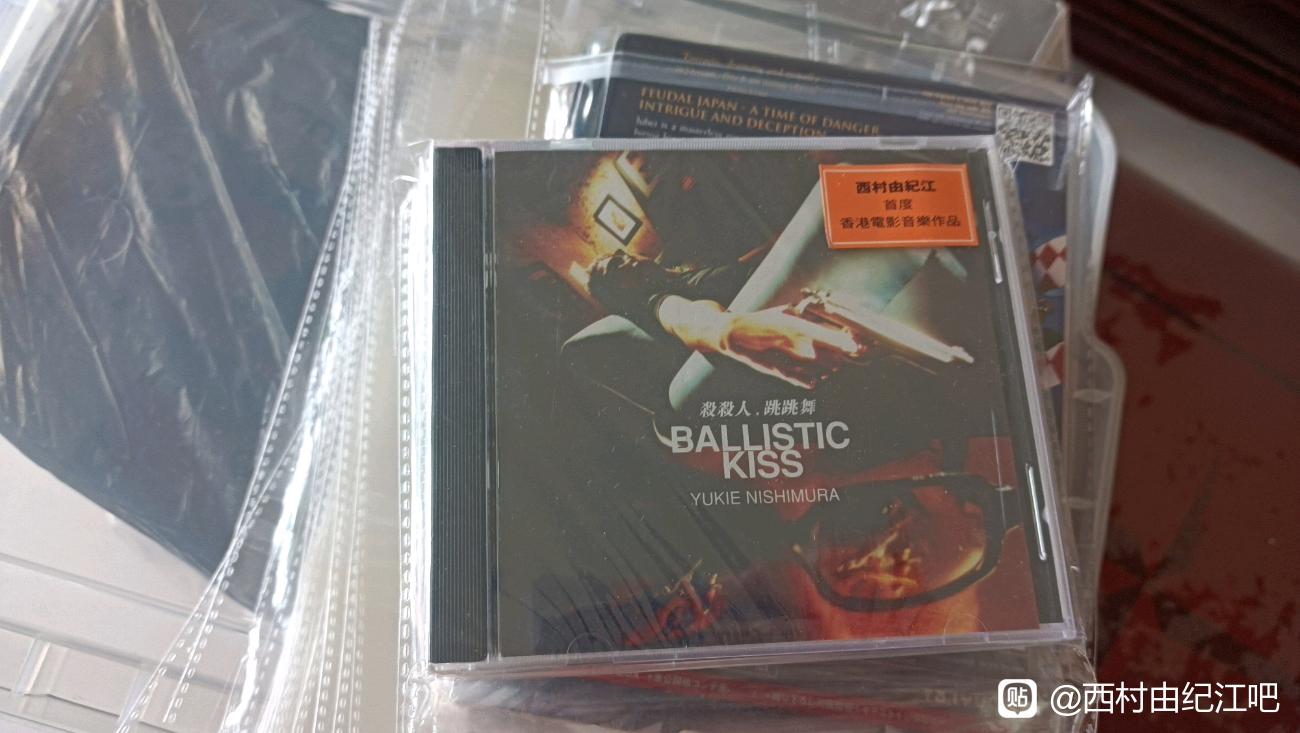 FEUDAL JAPAN - A TIME OF DANGER
INTRIGUE AND DECEPTION
西村由紀江
首度
香港電影音樂作品
殺殺人.跳跳舞
BALLISTIC
KISS
YUKIE NISHIMURA
贴 @西村由纪江吧